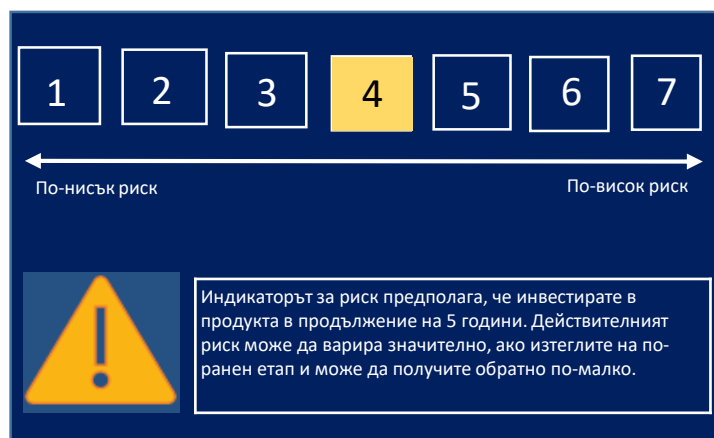 1 2 3 4 5 6 7
По-нисък риск По-висок риск
Индикаторът за риск предполага, че инвестирате в
продукта в продължение на 5 години. Действителният
риск може да варира значително, ако изтеглите на по-
ранен етап и може да получите обратно по-малко.